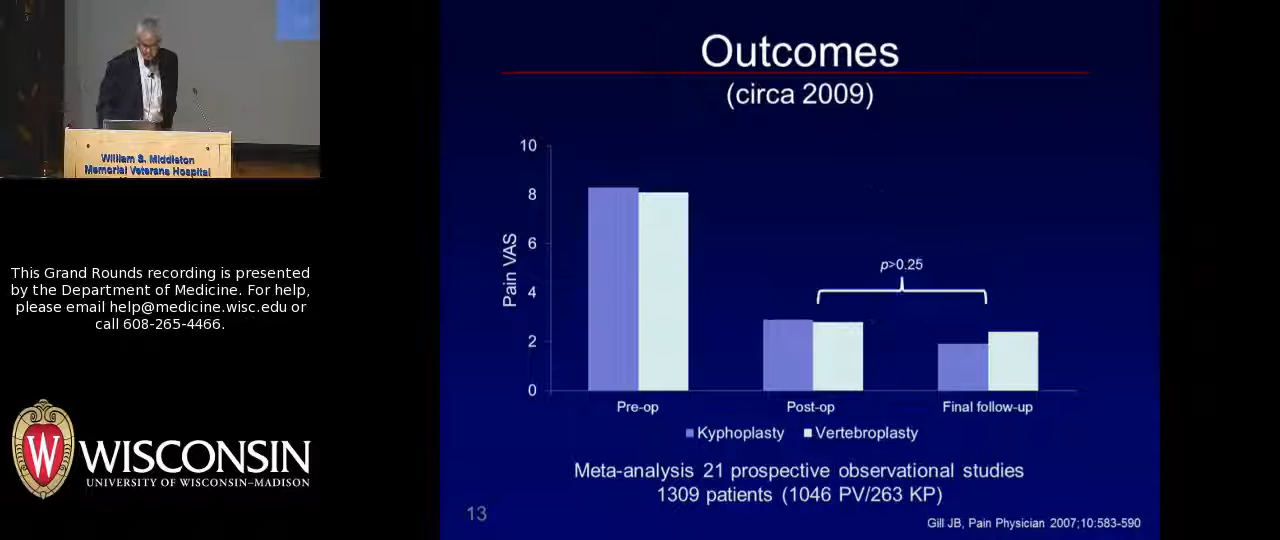 William S. Middleton
Memorial Veterans Hospital
This Grand Rounds recording is presented
by the Department of Medicine. For help,
please email help@medicine.wisc.edu or
call 608-265-4466.
W
WISCONSIN
UNIVERSITY OF WISCONSIN–MADISON
Outcomes
(circa 2009)
Pain VAS
10
8
6
4
2
0
p>0.25
Pre-op
Post-op
Final follow-up
Kyphoplasty
Vertebroplasty
Meta-analysis 21 prospective observational studies
1309 patients (1046 PV/263 KP)
13
Gill JB, Pain Physician 2007;10:583-590